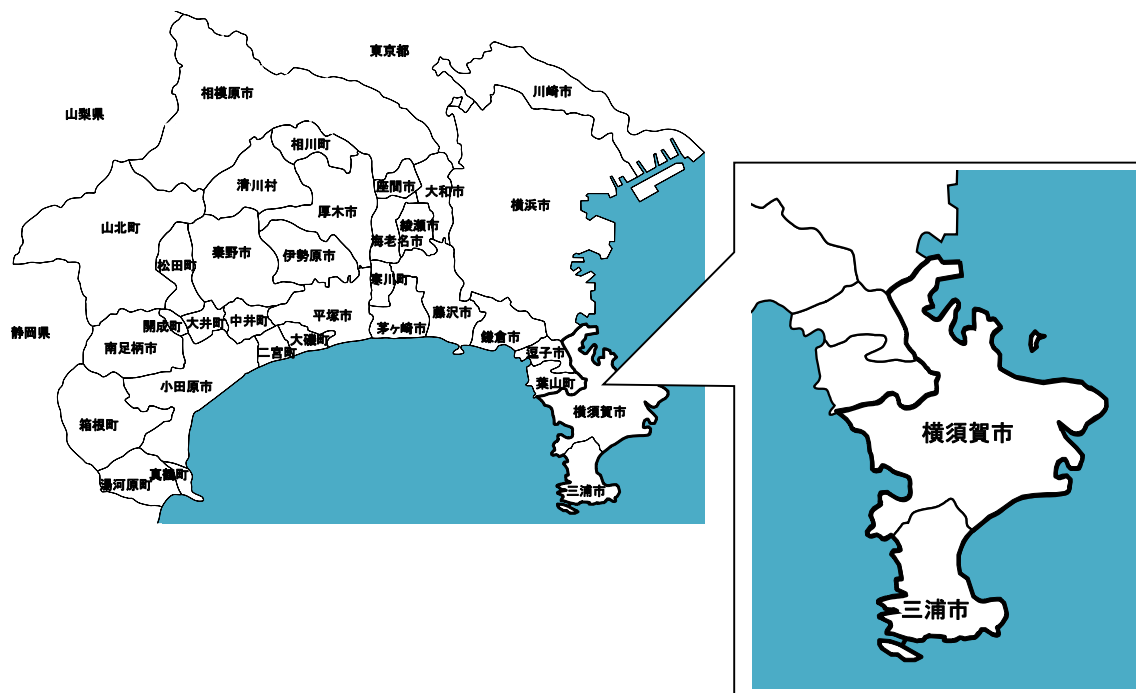 東京都
川崎市
相模原市
山梨県
相川町
清川村
座間市
大和市
横浜市
厚木市
山北町
綾瀬市
海老名市
秦野市
伊勢原市
松田町
寒川町
藤沢市
平塚市
開成町
大井町
中井町
茅ヶ崎市
静岡県
大磯町
鎌倉市
南足柄市
二宮町
逗子市
小田原市
葉山町
横須賀市
箱根町
真鶴町
湯河原町
三浦市
横須賀市
三浦市